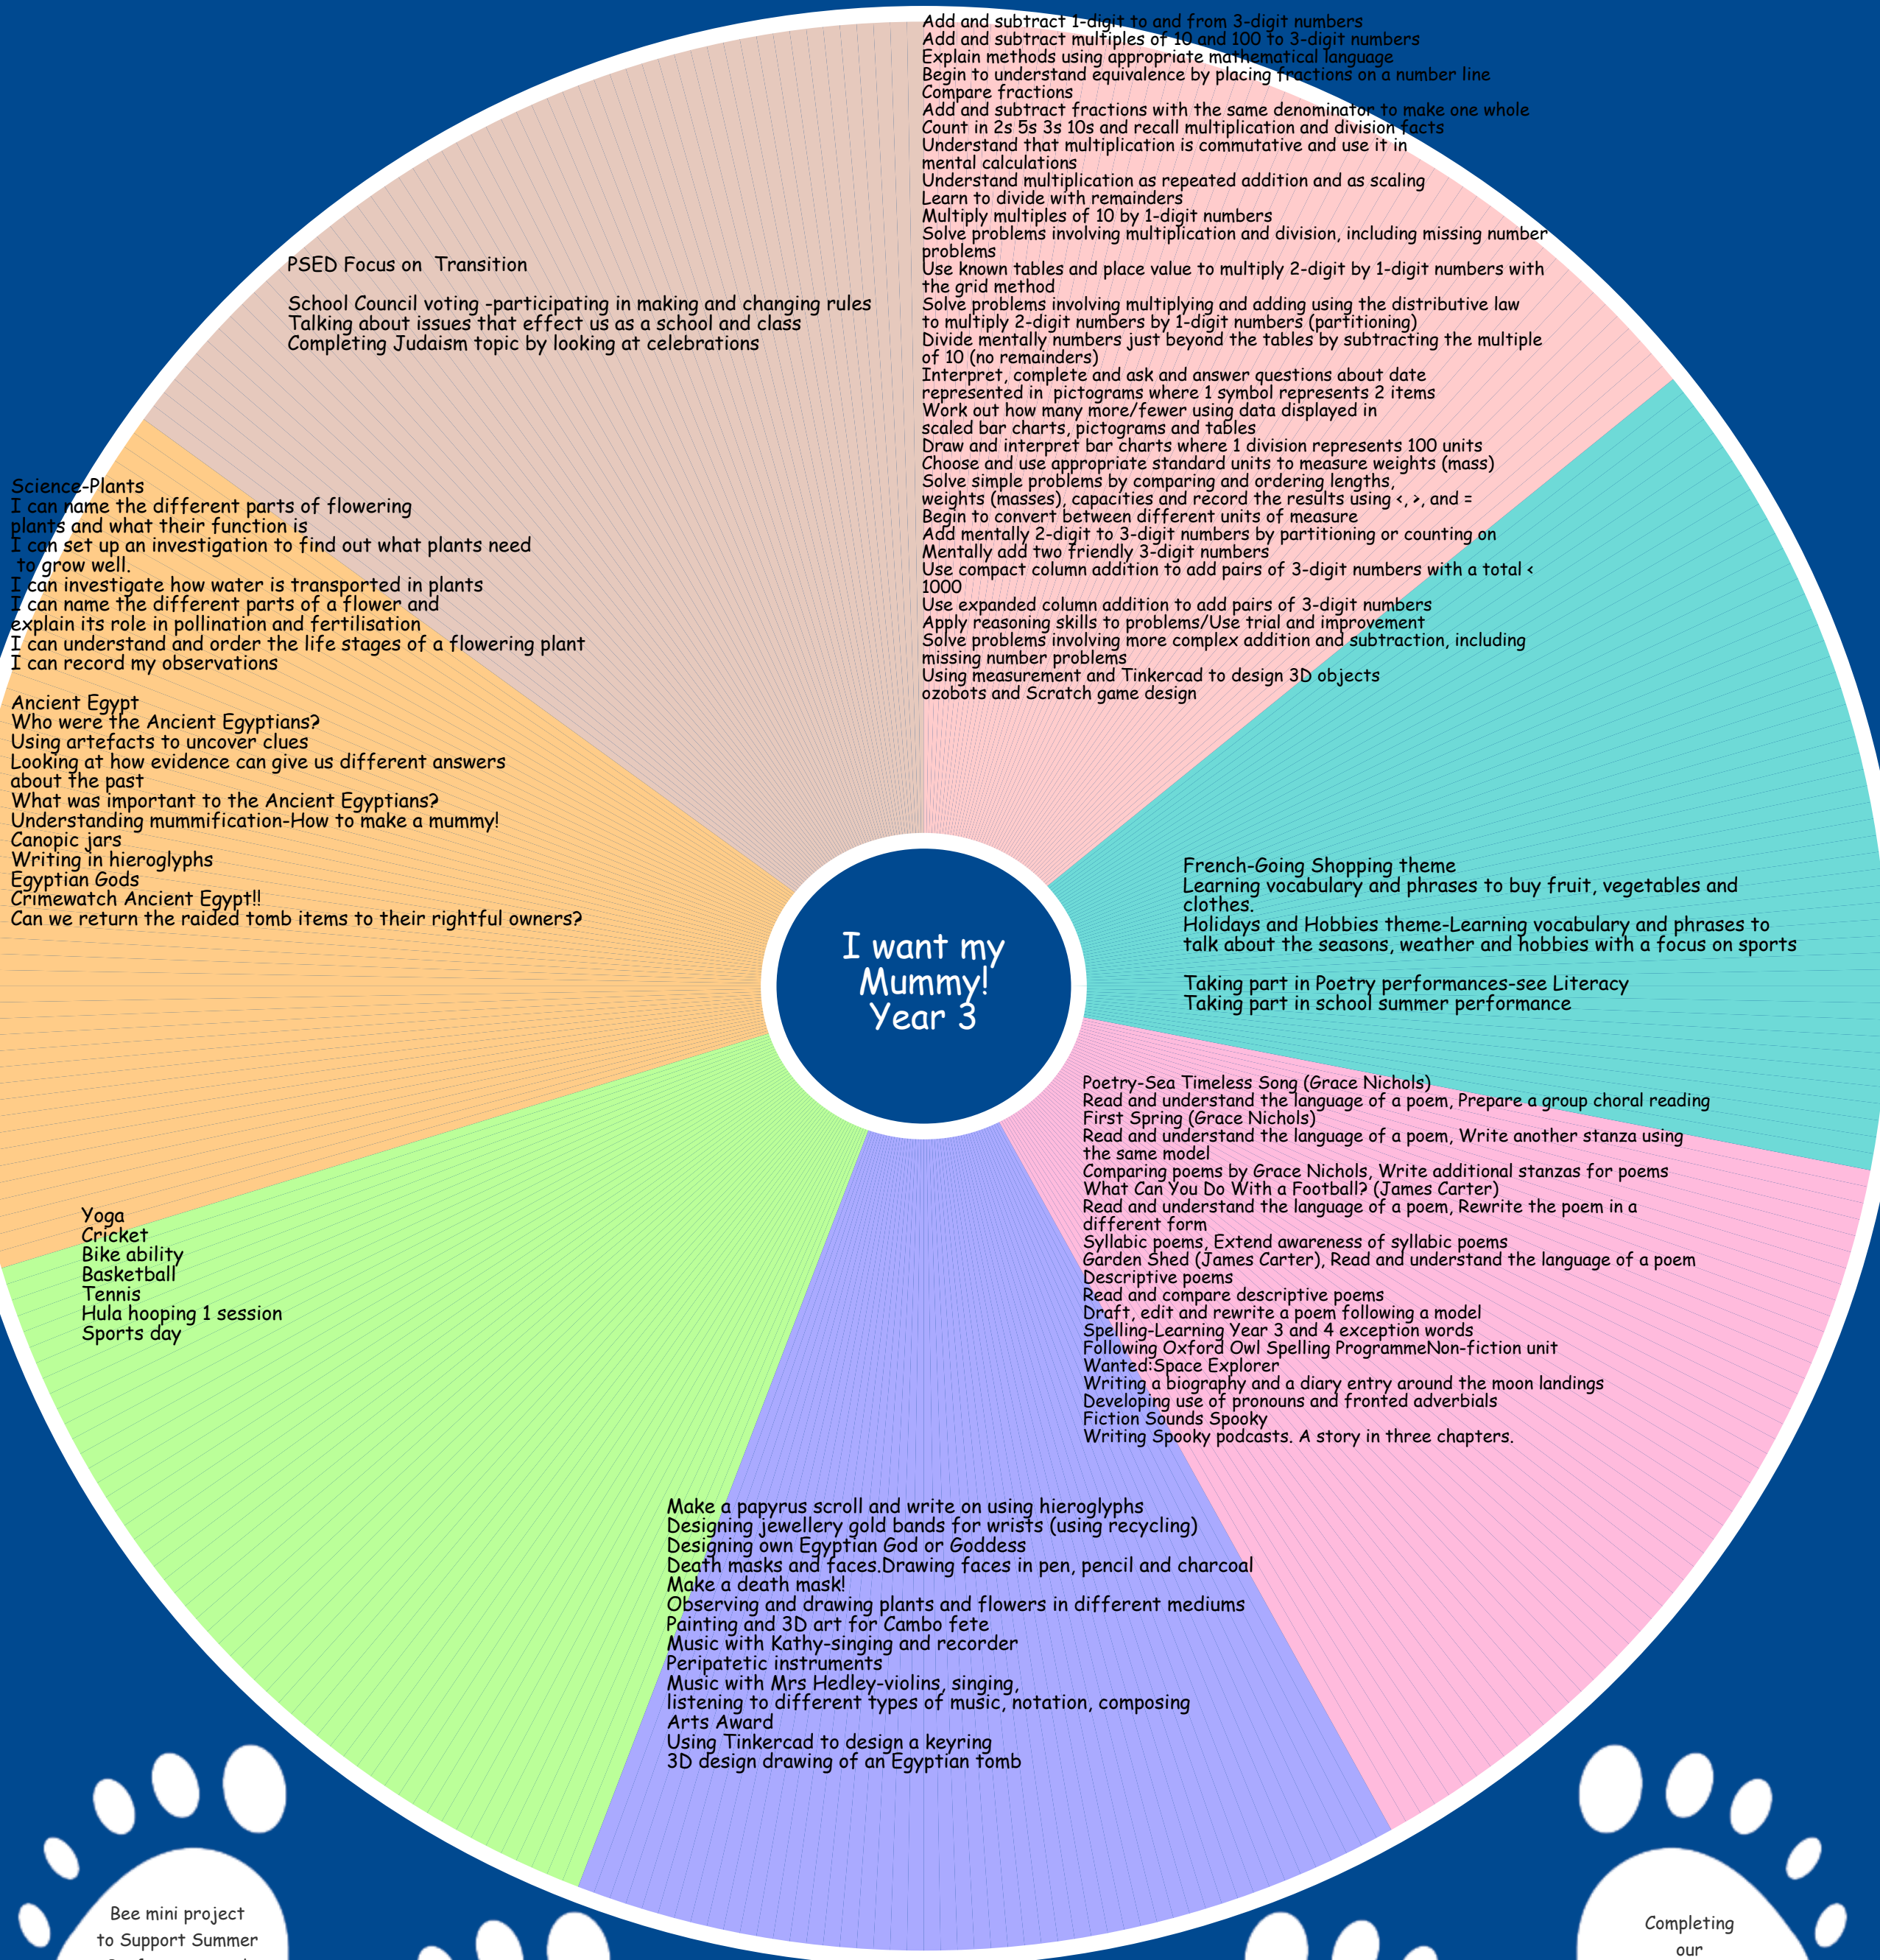 Add and subtract 1-digit to and from 3-digit numbers
Add and subtract multiples of 10 and 100 to 3-digit numbers
Explain methods using appropriate mathematical language
Begin to understand equivalence by placing fractions on a number line
Compare fractions
Add and subtract fractions with the same denominator to make one whole
Count in 2s 5s 3s 10s and recall multiplication and division facts
Understand that multiplication is commutative and use it in
mental calculations
Understand multiplication as repeated addition and as scaling
Learn to divide with remainders
Multiply multiples of 10 by 1-digit numbers
Solve problems involving multiplication and division, including missing number
problems
Use known tables and place value to multiply 2-digit by 1-digit numbers with
the grid method
Solve problems involving multiplying and adding using the distributive law
to multiply 2-digit numbers by 1-digit numbers (partitioning)
Divide mentally numbers just beyond the tables by subtracting the multiple
of 10 (no remainders)
Interpret, complete and ask and answer questions about date
represented in  pictograms where 1 symbol represents 2 items
Work out how many more/fewer using data displayed in
scaled bar charts, pictograms and tables
Draw and interpret bar charts where 1 division represents 100 units
Choose and use appropriate standard units to measure weights (mass)
Solve simple problems by comparing and ordering lengths,
weights (masses), capacities and record the results using <, >, and =
Begin to convert between different units of measure
Add mentally 2-digit to 3-digit numbers by partitioning or counting on
Mentally add two friendly 3-digit numbers
Use compact column addition to add pairs of 3-digit numbers with a total <
1000
Use expanded column addition to add pairs of 3-digit numbers
Apply reasoning skills to problems/Use trial and improvement
Solve problems involving more complex addition and subtraction, including
missing number problems
Using measurement and Tinkercad to design 3D objects
ozobots and Scratch game design
PSED Focus on  Transition
School Council voting -participating in making and changing rules
Talking about issues that effect us as a school and class
Completing Judaism topic by looking at celebrations
Science-Plants
I can name the different parts of flowering
plants and what their function is
I can set up an investigation to find out what plants need
to grow well.
I can investigate how water is transported in plants
I can name the different parts of a flower and
explain its role in pollination and fertilisation
I can understand and order the life stages of a flowering plant
I can record my observations
Ancient Egypt
Who were the Ancient Egyptians?
Using artefacts to uncover clues
Looking at how evidence can give us different answers
about the past
What was important to the Ancient Egyptians?
Understanding mummification-How to make a mummy!
Canopic jars
Writing in hieroglyphs
Egyptian Gods
Crimewatch Ancient Egypt!!
Can we return the raided tomb items to their rightful owners?
French-Going Shopping theme
Learning vocabulary and phrases to buy fruit, vegetables and
clothes.
Holidays and Hobbies theme-Learning vocabulary and phrases to
talk about the seasons, weather and hobbies with a focus on sports
Taking part in Poetry performances-see Literacy
Taking part in school summer performance
I want my
Mummy!
Year 3
Poetry-Sea Timeless Song (Grace Nichols)
Read and understand the language of a poem, Prepare a group choral reading
First Spring (Grace Nichols)
Read and understand the language of a poem, Write another stanza using
the same model
Comparing poems by Grace Nichols, Write additional stanzas for poems
What Can You Do With a Football? (James Carter)
Read and understand the language of a poem, Rewrite the poem in a
different form
Syllabic poems, Extend awareness of syllabic poems
Garden Shed (James Carter), Read and understand the language of a poem
Descriptive poems
Read and compare descriptive poems
Draft, edit and rewrite a poem following a model
Spelling-Learning Year 3 and 4 exception words
Following Oxford Owl Spelling ProgrammeNon-fiction unit
Wanted:Space Explorer
Writing a biography and a diary entry around the moon landings
Developing use of pronouns and fronted adverbials
Fiction Sounds Spooky
Writing Spooky podcasts. A story in three chapters.
Yoga
Cricket
Bike ability
Basketball
Tennis
Hula hooping 1 session
Sports day
Make a papyrus scroll and write on using hieroglyphs
Designing jewellery gold bands for wrists (using recycling)
Designing own Egyptian God or Goddess
Death masks and faces.Drawing faces in pen, pencil and charcoal
Make a death mask!
Observing and drawing plants and flowers in different mediums
Painting and 3D art for Cambo fete
Music with Kathy-singing and recorder
Peripatetic instruments
Music with Mrs Hedley-violins, singing,
listening to different types of music, notation, composing
Arts Award
Using Tinkercad to design a keyring
3D design drawing of an Egyptian tomb
Bee mini project
to Support Summer
Completing
our